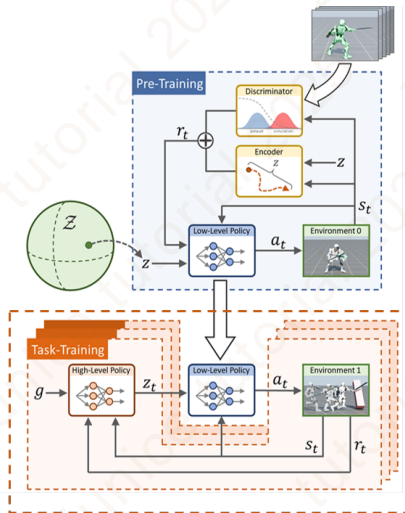 Pre-Training
Discriminator
r_t
Encoder
z
z
s_t
𝒵
Low-Level Policy
a_t
Environment 0
z
Task-Training
High-Level Policy
Low-Level Policy
Environment 1
g
z_t
a_t
s_t
r_t